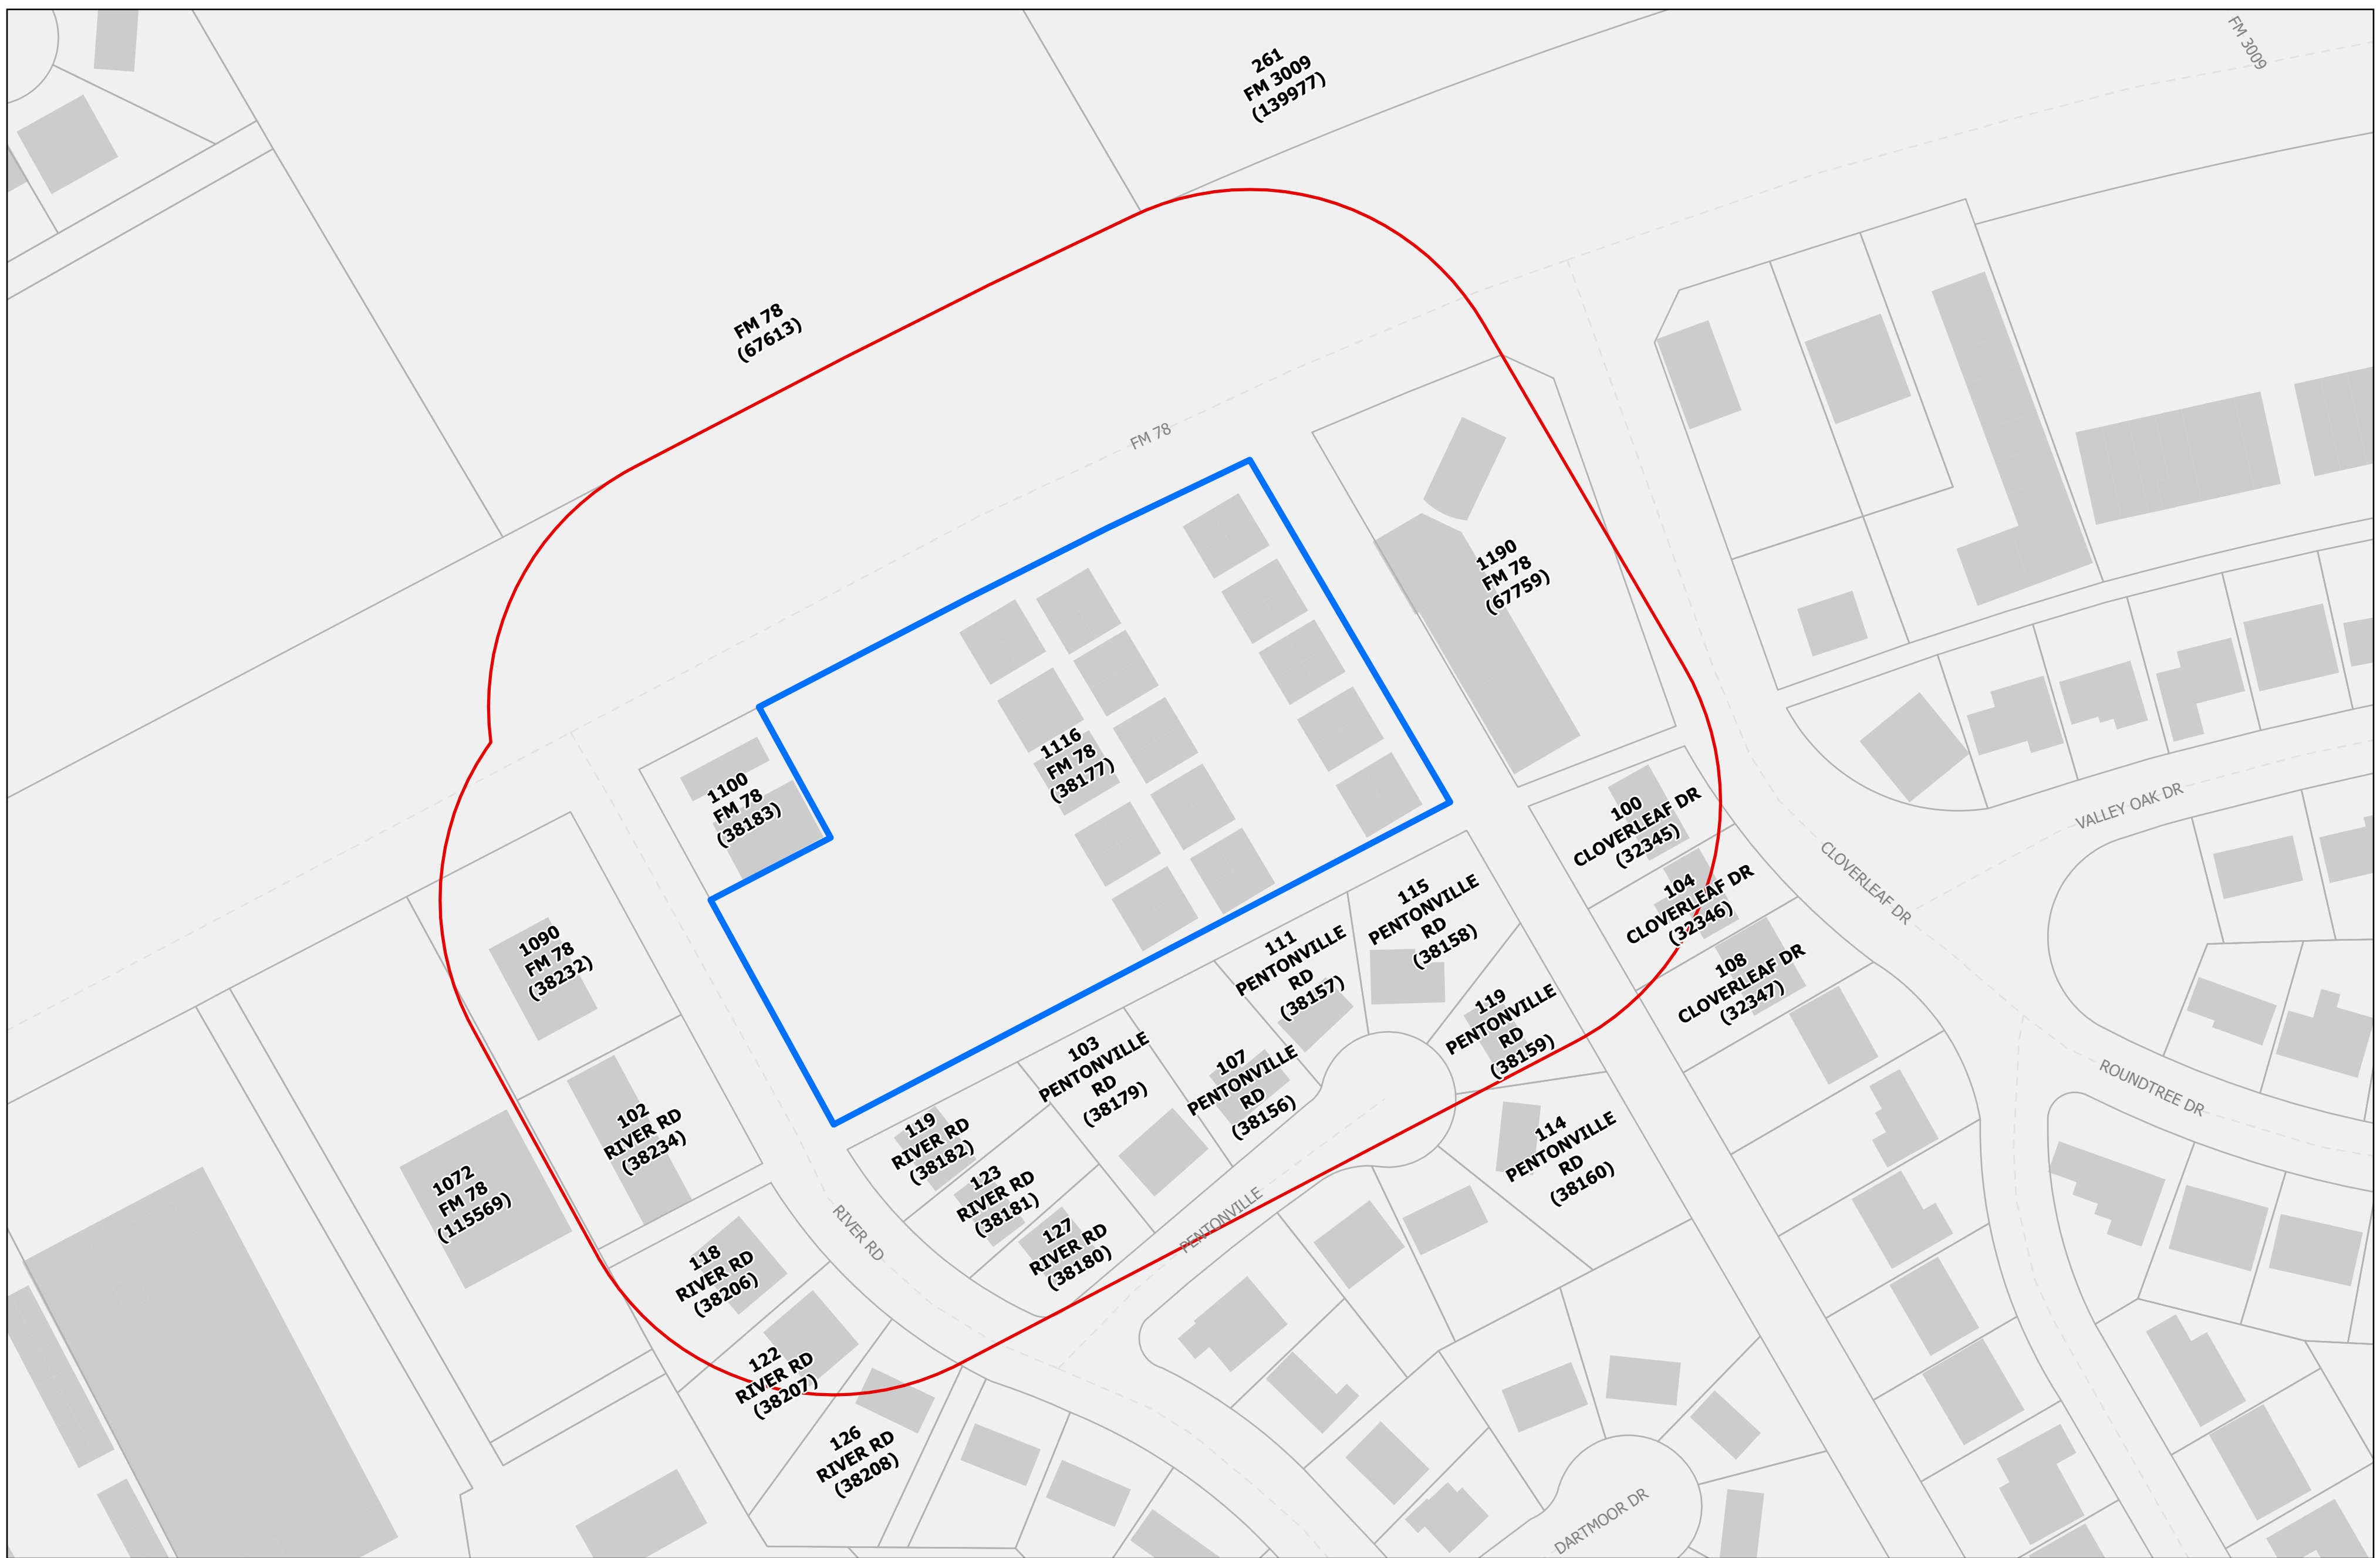 261
FM 3009
(139977)
FM 3009
FM 78
(67613)
FM 78
1190
FM 78
(67759)
1116
FM 78
(38177)
1100
FM 78
(38183)
100
CLOVERLEAF DR
(32345)
VALLEY OAK DR
CLOVERLEAF DR
104
CLOVERLEAF DR
(32346)
108
CLOVERLEAF DR
(32347)
115
PENTONVILLE
RD
(38158)
111
PENTONVILLE
RD
(38157)
119
PENTONVILLE
RD
(38159)
1090
FM 78
(38232)
103
PENTONVILLE
RD
(38179)
107
PENTONVILLE
RD
(38156)
ROUNDTREE DR
102
RIVER RD
(38234)
119
RIVER RD
(38182)
114
PENTONVILLE
RD
(38160)
1072
FM 78
(115569)
123
RIVER RD
(38181)
127
RIVER RD
(38180)
PENTONVILLE
RIVER RD
118
RIVER RD
(38206)
122
RIVER RD
(38207)
126
RIVER RD
(38208)
DARTMOOR DR